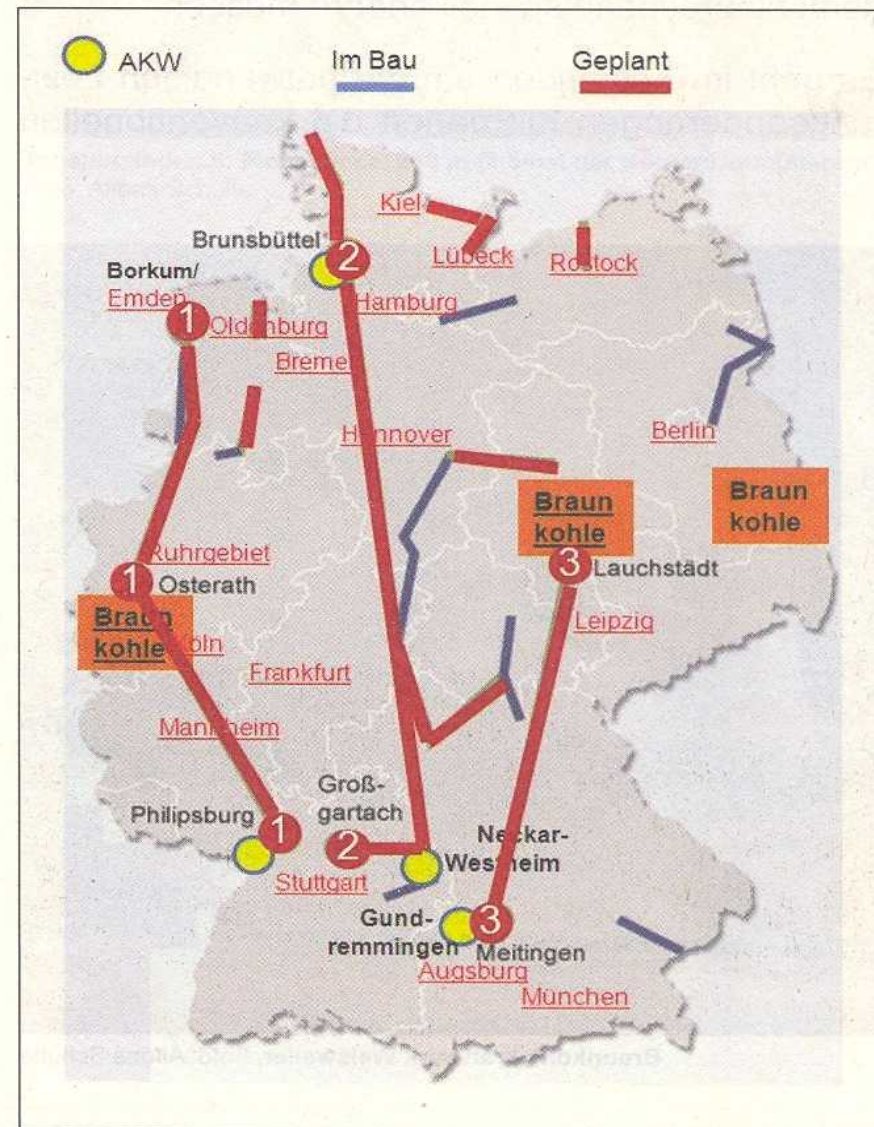 AKW
Im Bau
Geplant
Kiel
Brunsbüttel
2
Lübeck
Rostock
Borkum/
Emden
Hamburg
1
Oldenburg
Breme
Hannover
Berlin
Braun
kohle
Braun
kohle
Ruhrgebiet
1
Osterath
3
Lauchstädt
Braun
kohle
Köln
Leipzig
Frankfurt
Mannheim
Groß-
gartach
Philipsburg
1
2
Neckar-
Westheim
Stuttgart
Gund-
remmingen
3
Meitingen
Augsburg
München